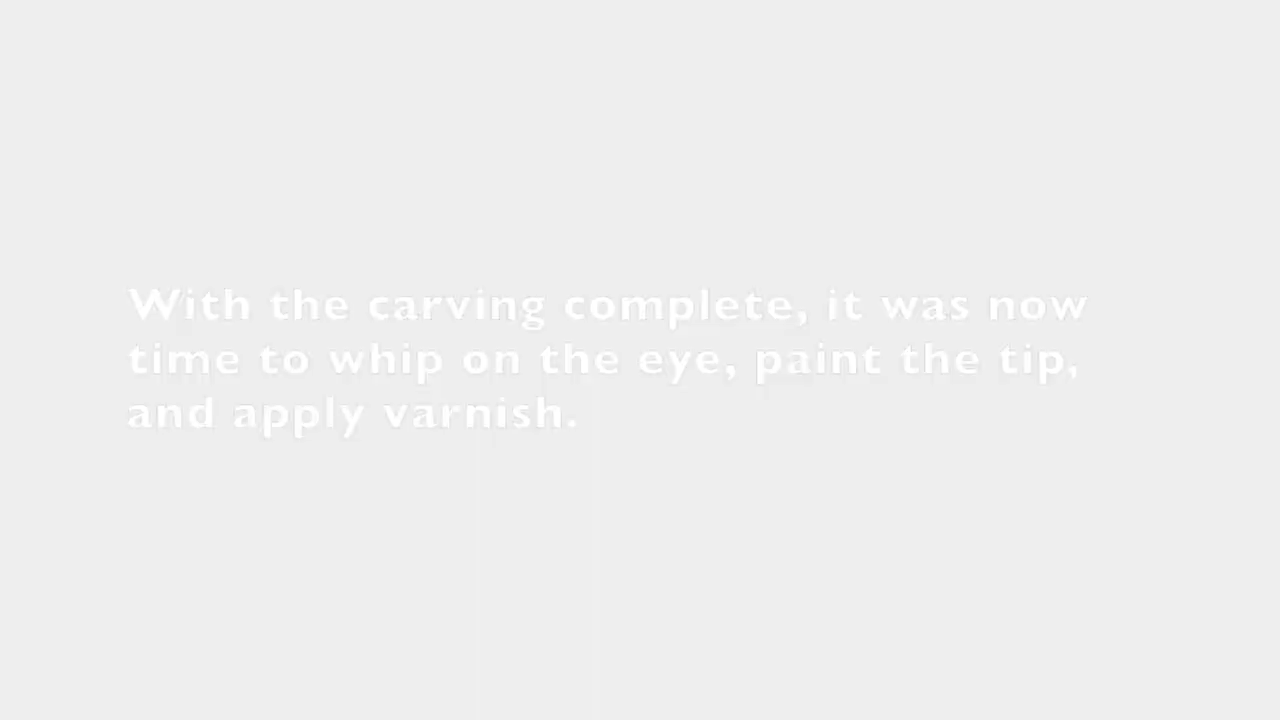 With the carving complete, it was now
time to whip on the eye, paint the tip,
and apply varnish.